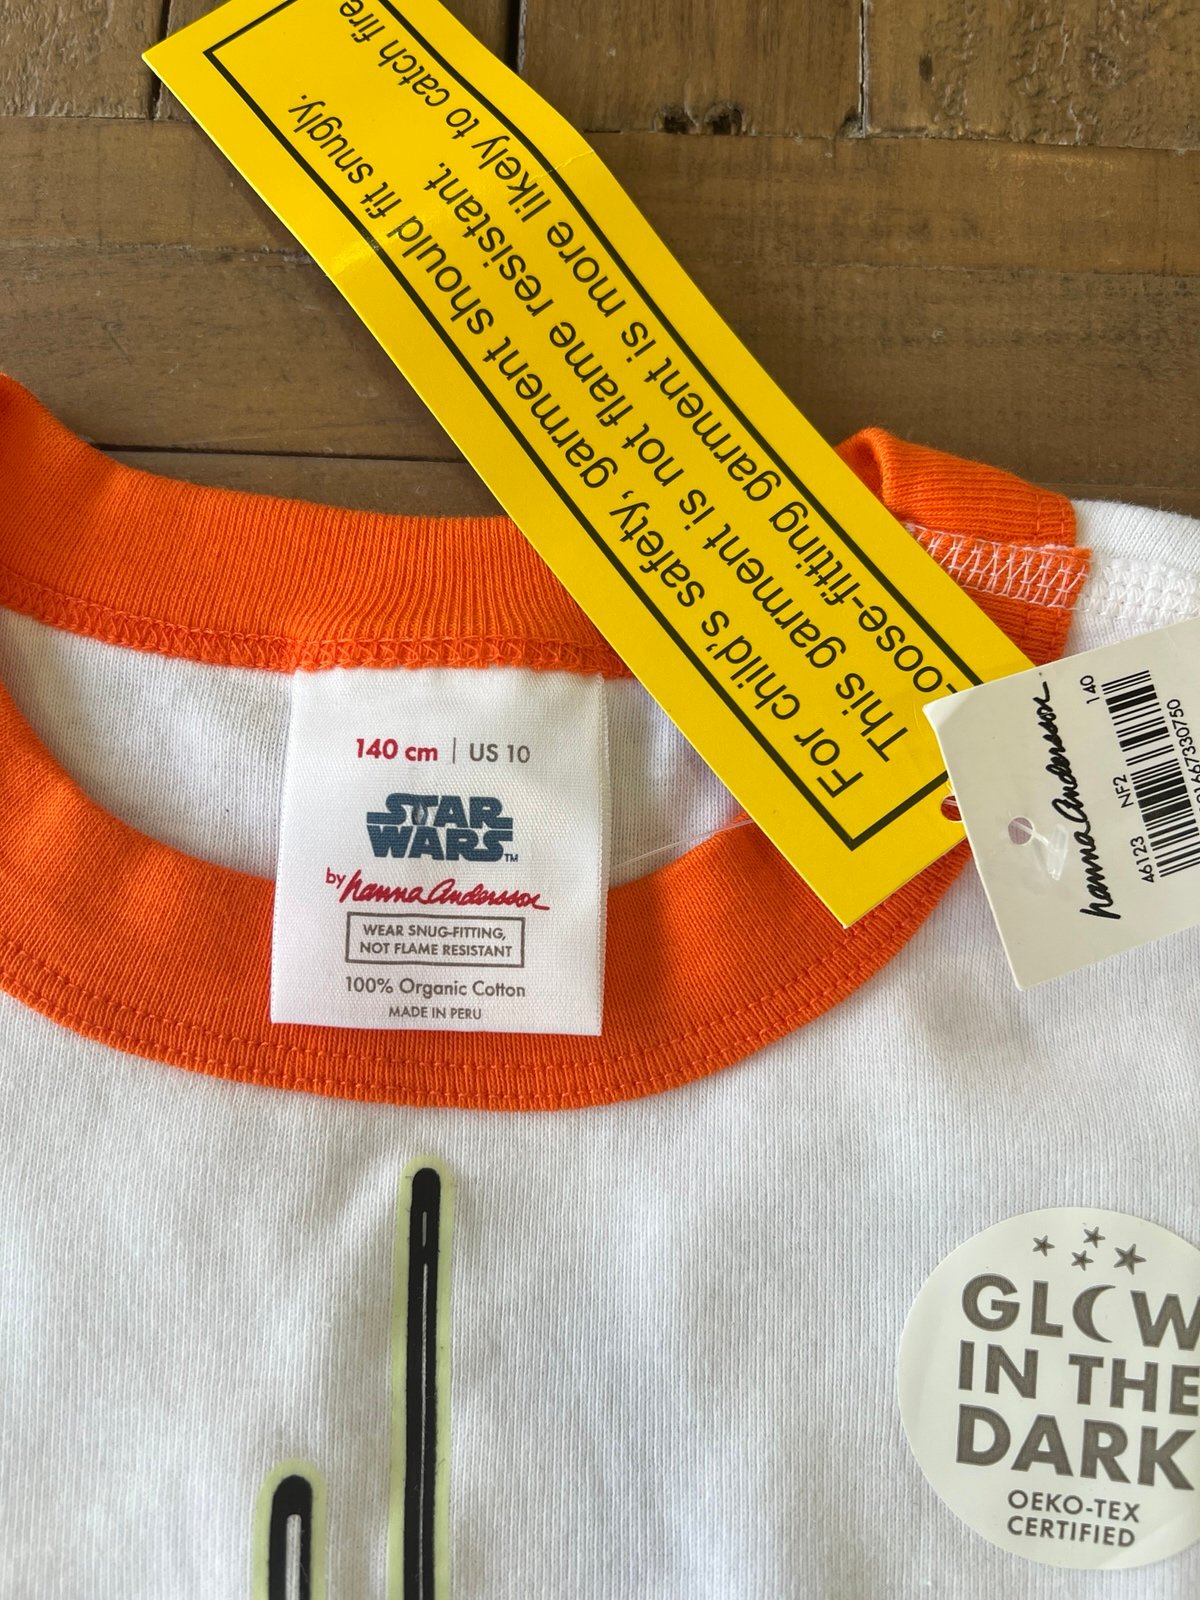 For child's safety, garment should fit snugly.
This garment is not flame resistant.
Loose-fitting garment is more likely to catch fire
140 cm | US 10
STAR
WARS™
by hanna andersson
WEAR SNUG-FITTING,
NOT FLAME RESISTANT
100% Organic Cotton
MADE IN PERU
hanna andersson
46123 NF2 140
GLOW
IN THE
DARK
OEKO-TEX
CERTIFIED